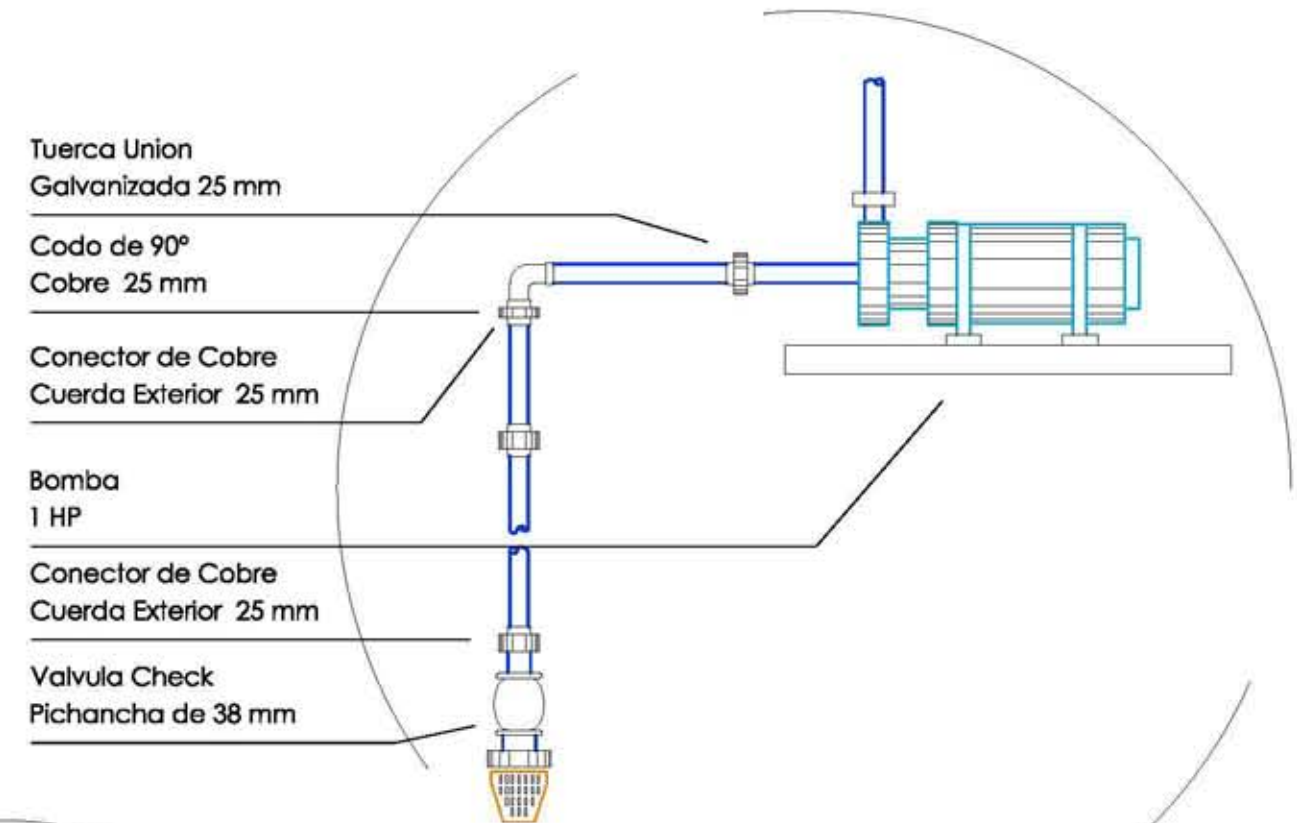 Tuerca Union
Galvanizada 25 mm
Codo de 90°
Cobre 25 mm
Conector de Cobre
Cuerda Exterior 25 mm
Bomba
1 HP
Conector de Cobre
Cuerda Exterior 25 mm
Valvula Check
Pichancha de 38 mm